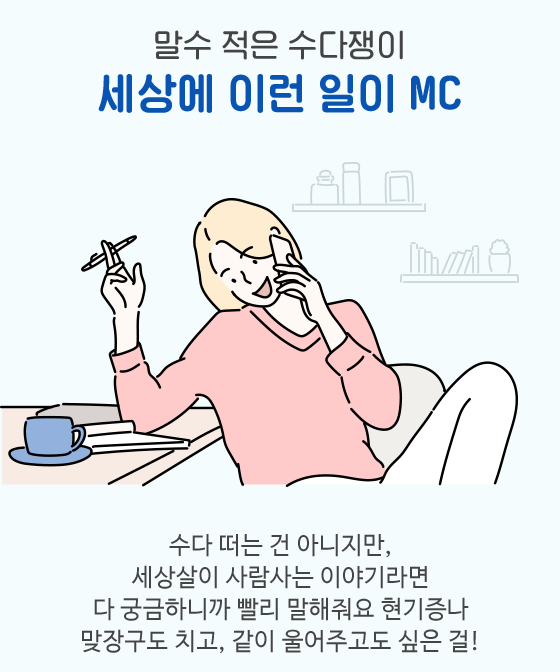 말수 적은 수다쟁이
세상에 이런 일이 MC
수다 떠는 건 아니지만,
세상살이 사람사는 이야기라면
다 궁금하니까 빨리 말해줘요 현기증나
맞장구도 치고, 같이 울어주고도 싶은 걸!